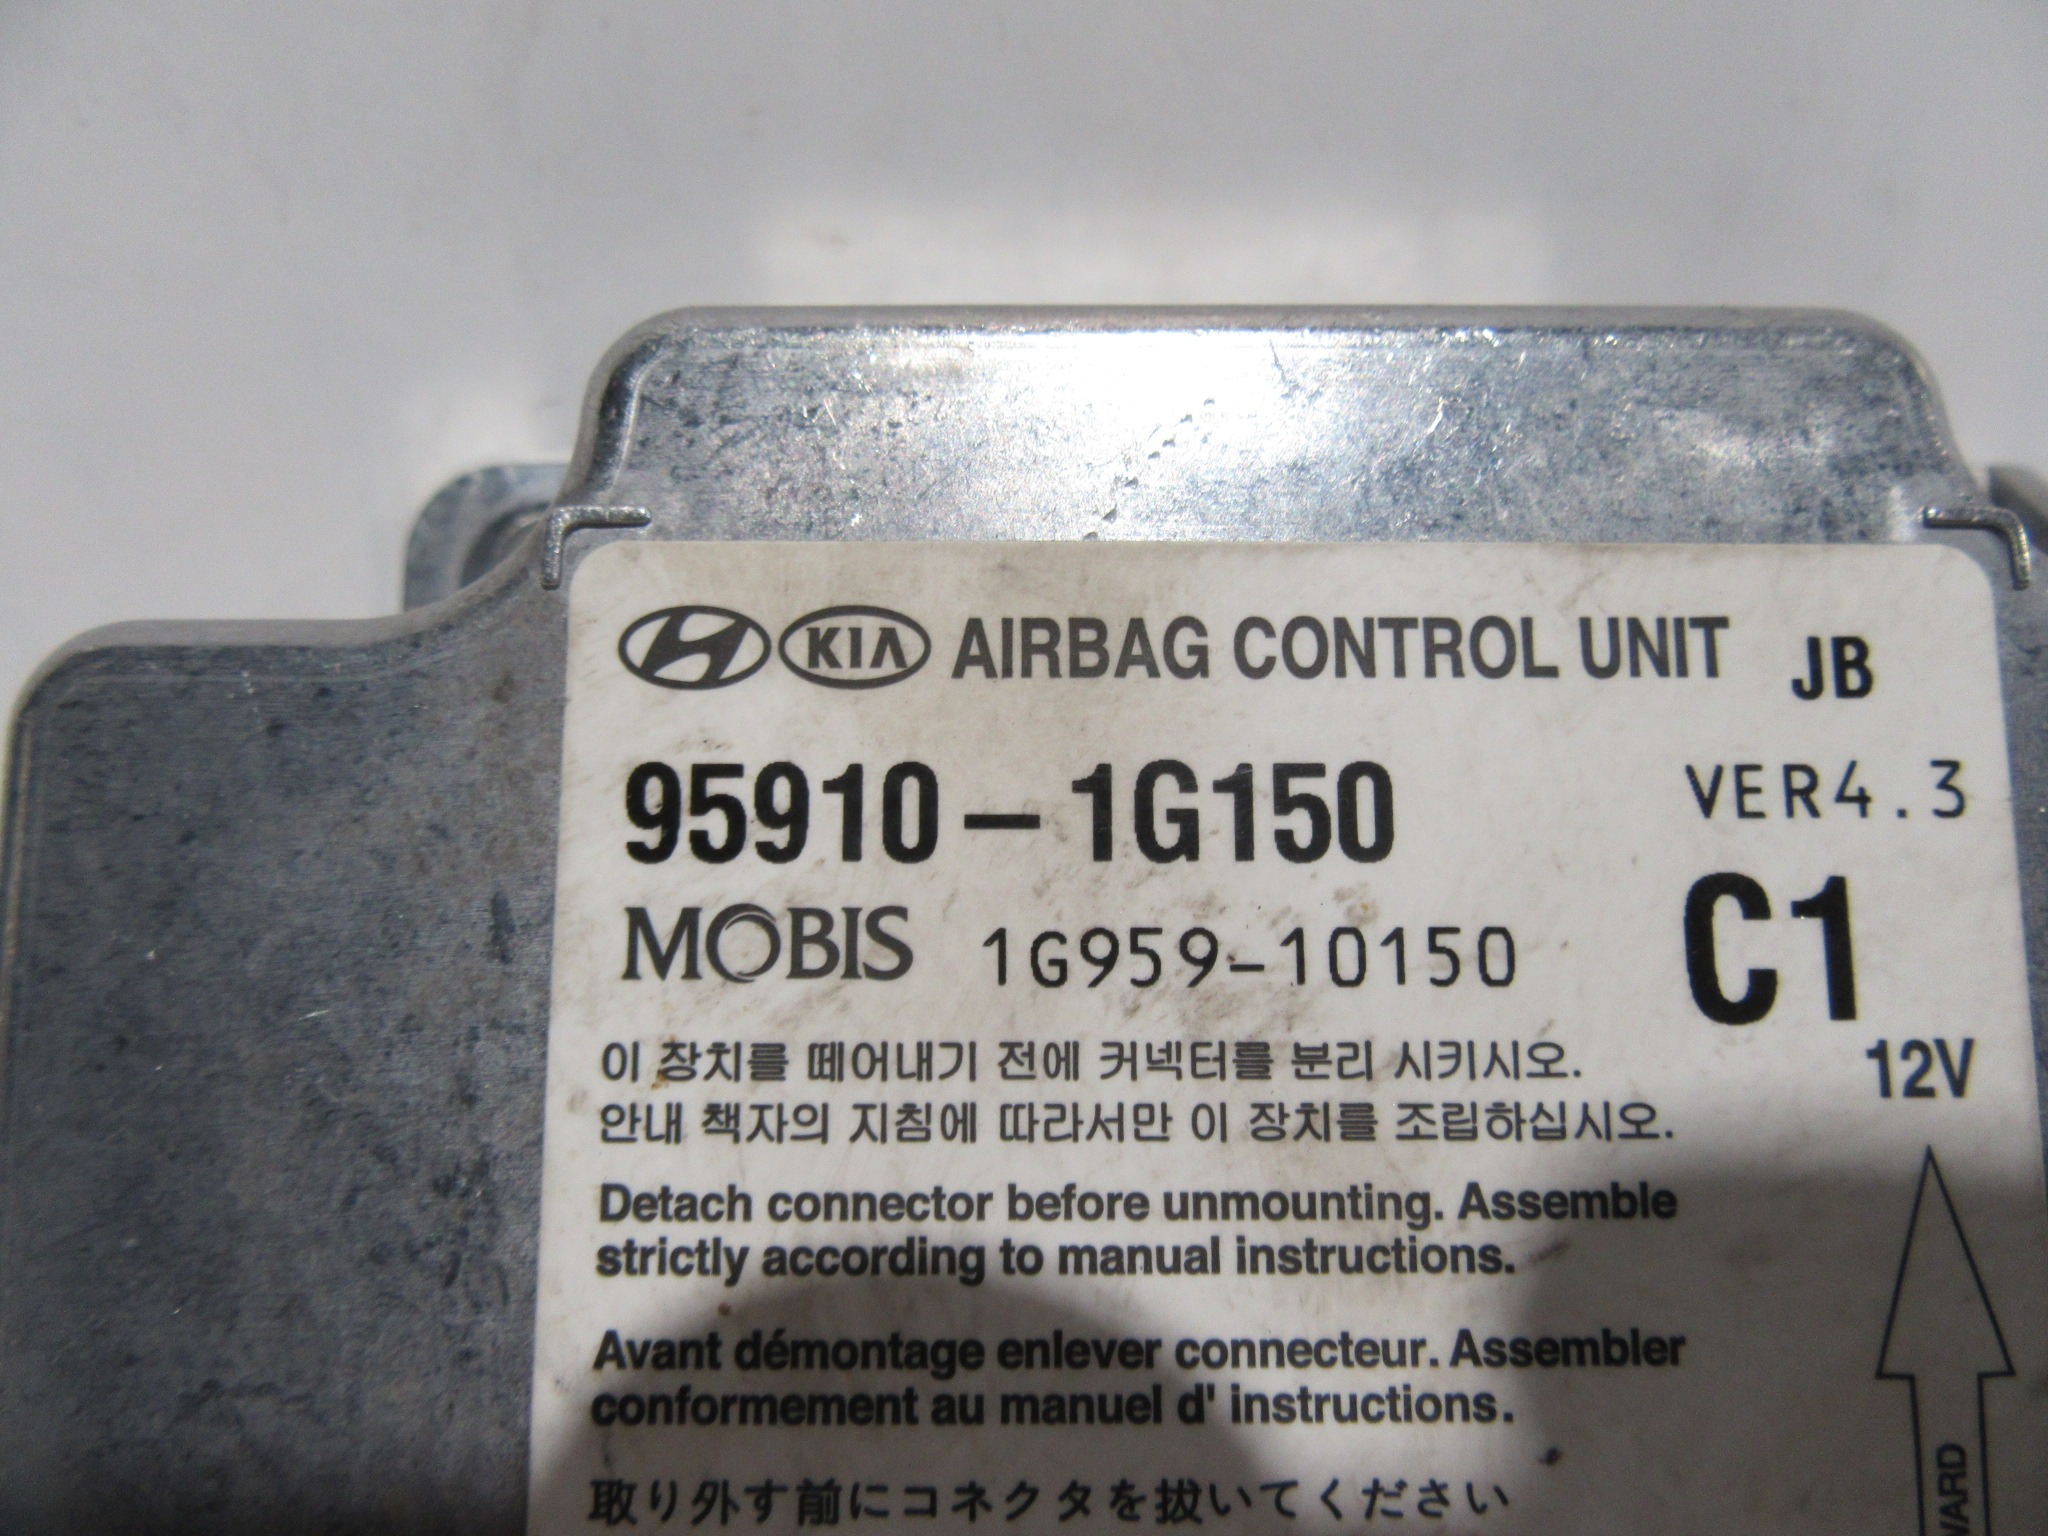 KIA AIRBAG CONTROL UNIT JB
95910-1G150 VER4.3
MOBIS 1G959-10150 C1
이 장치를 떼어내기 전에 커넥터를 분리 시키시오.
12V
안내 책자의 지침에 따라서만 이 장치를 조립하십시오.
Detach connector before unmounting. Assemble
strictly according to manual instructions.
Avant démontage enlever connecteur. Assembler
conformement au manuel d' instructions.
取り外す前にコネクタを抜いてください